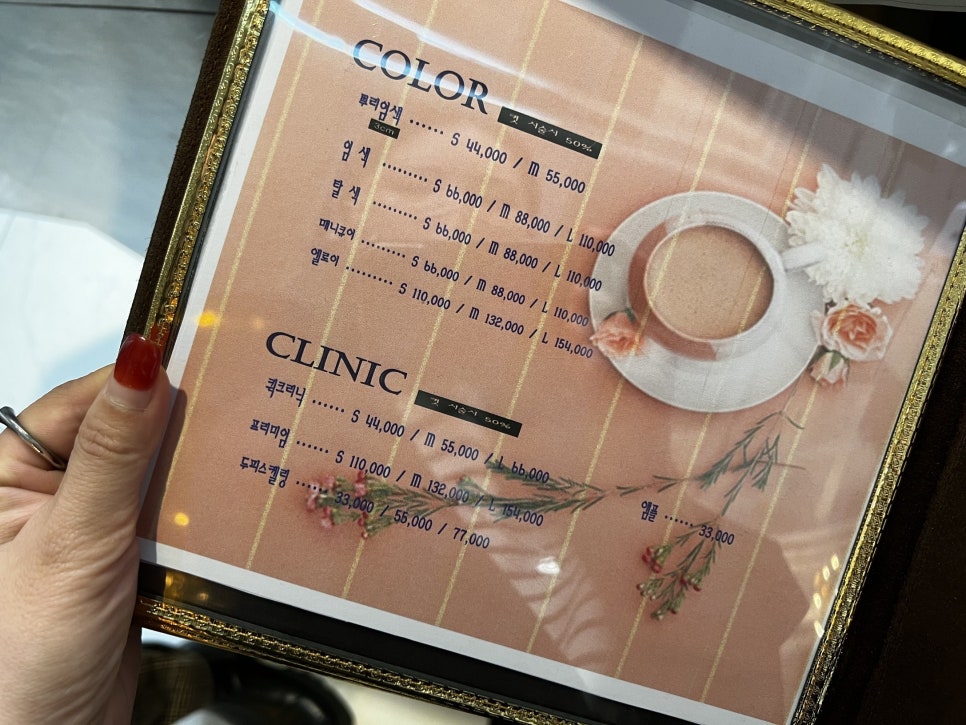 COLOR
첫 시술시 50%
뿌리염색 ...... S 44,000 / M 55,000
3cm
염 색 ......... S 66,000 / M 88,000 / L 110,000
탈 색 ......... S 66,000 / M 88,000 / L 110,000
매니큐어 ......... S 66,000 / M 88,000 / L 110,000
엘로이 ......... S 110,000 / M 132,000 / L 154,000
CLINIC
첫 시술시 50%
퀵크리닉 ...... S 44,000 / M 55,000 / L 66,000
프리미엄 ...... S 110,000 / M 132,000 / L 154,000
두피스켈링 ...... 33,000 / 55,000 / 77,000
앰플 ...... 33,000